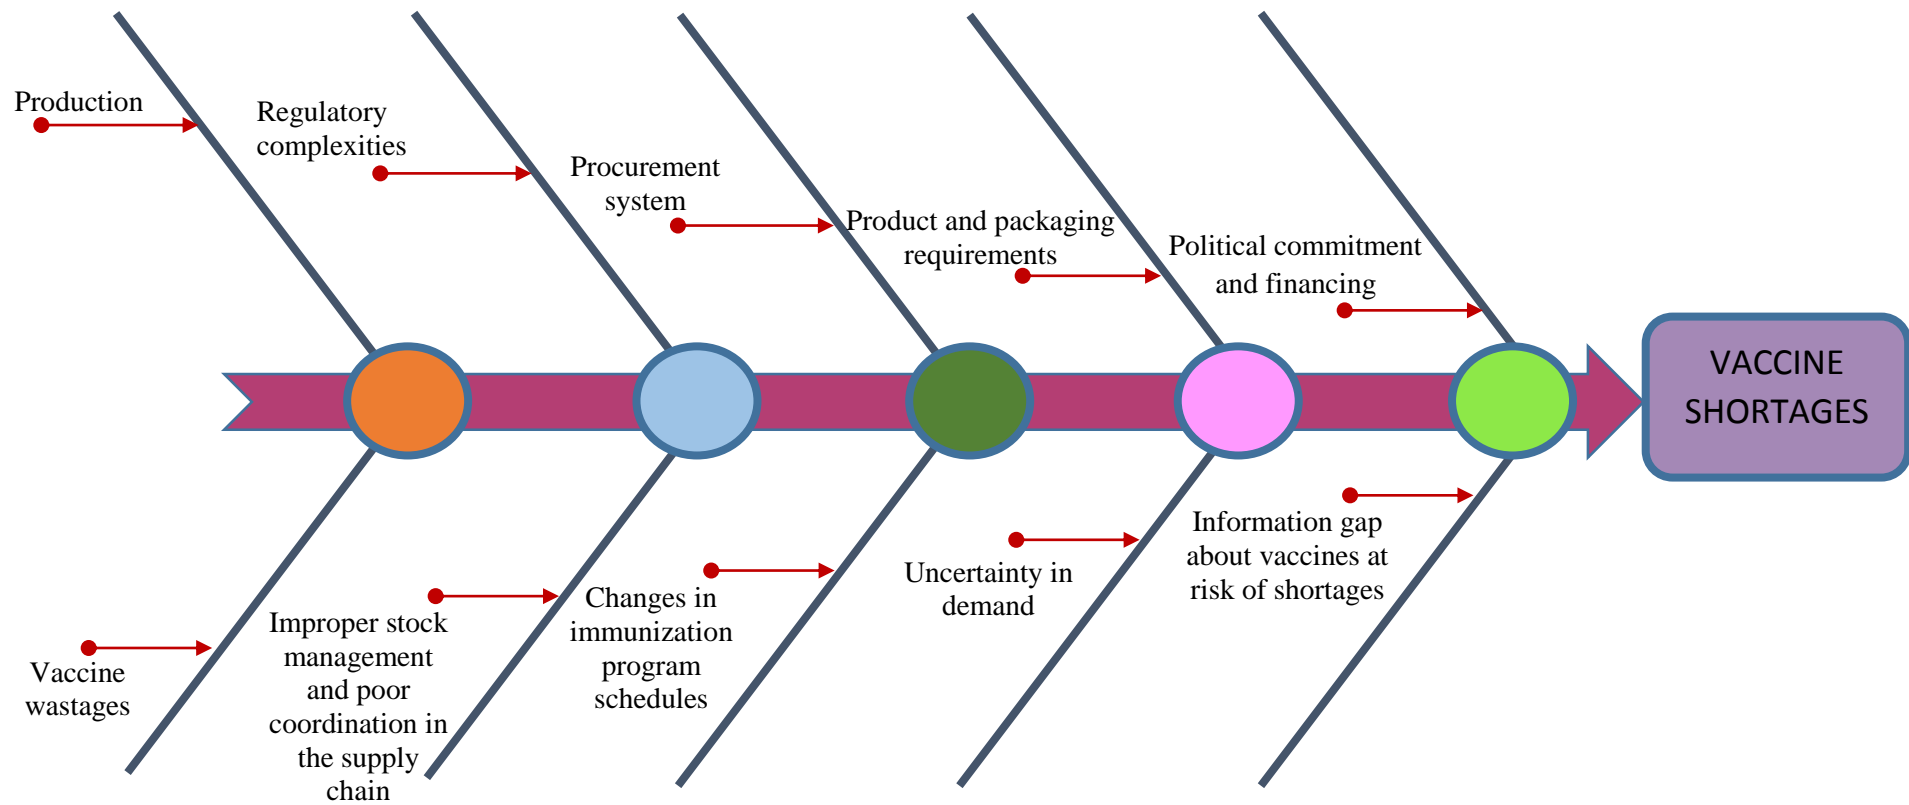 Production
Regulatory
complexities
Procurement
system
Product and packaging
requirements
Political commitment
and financing
VACCINE
SHORTAGES
Vaccine
wastages
Improper stock
management
and poor
coordination in
the supply
chain
Changes in
immunization
program
schedules
Uncertainty in
demand
Information gap
about vaccines at
risk of shortages